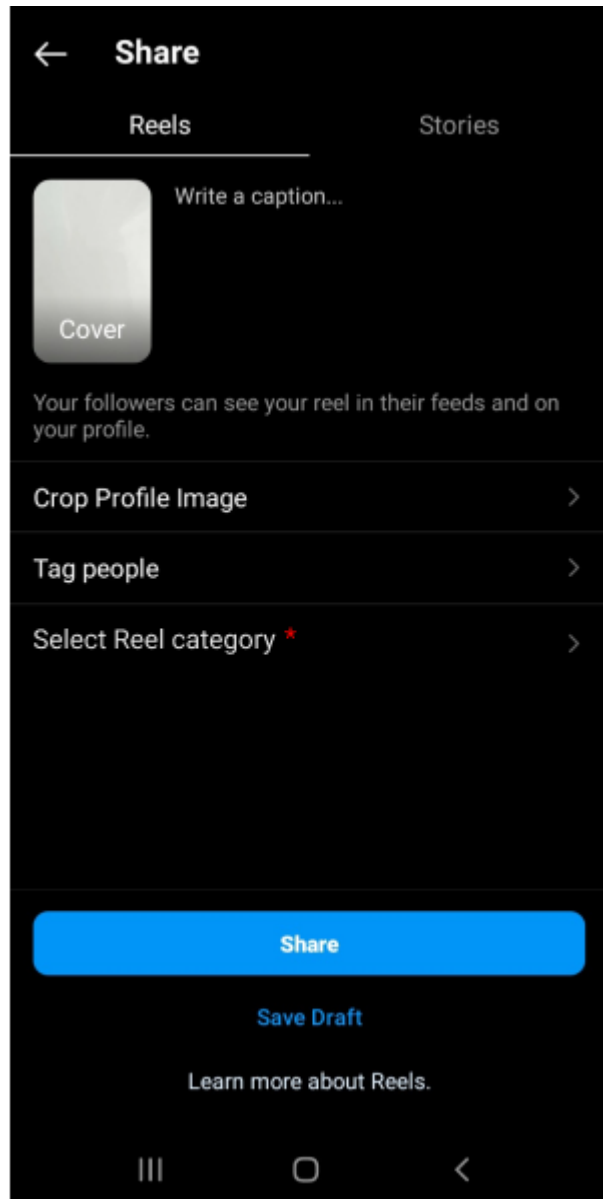 Share
Reels
Stories
Write a caption...
Cover
Your followers can see your reel in their feeds and on
your profile.
Crop Profile Image
Tag people
Select Reel category *
Share
Save Draft
Learn more about Reels.